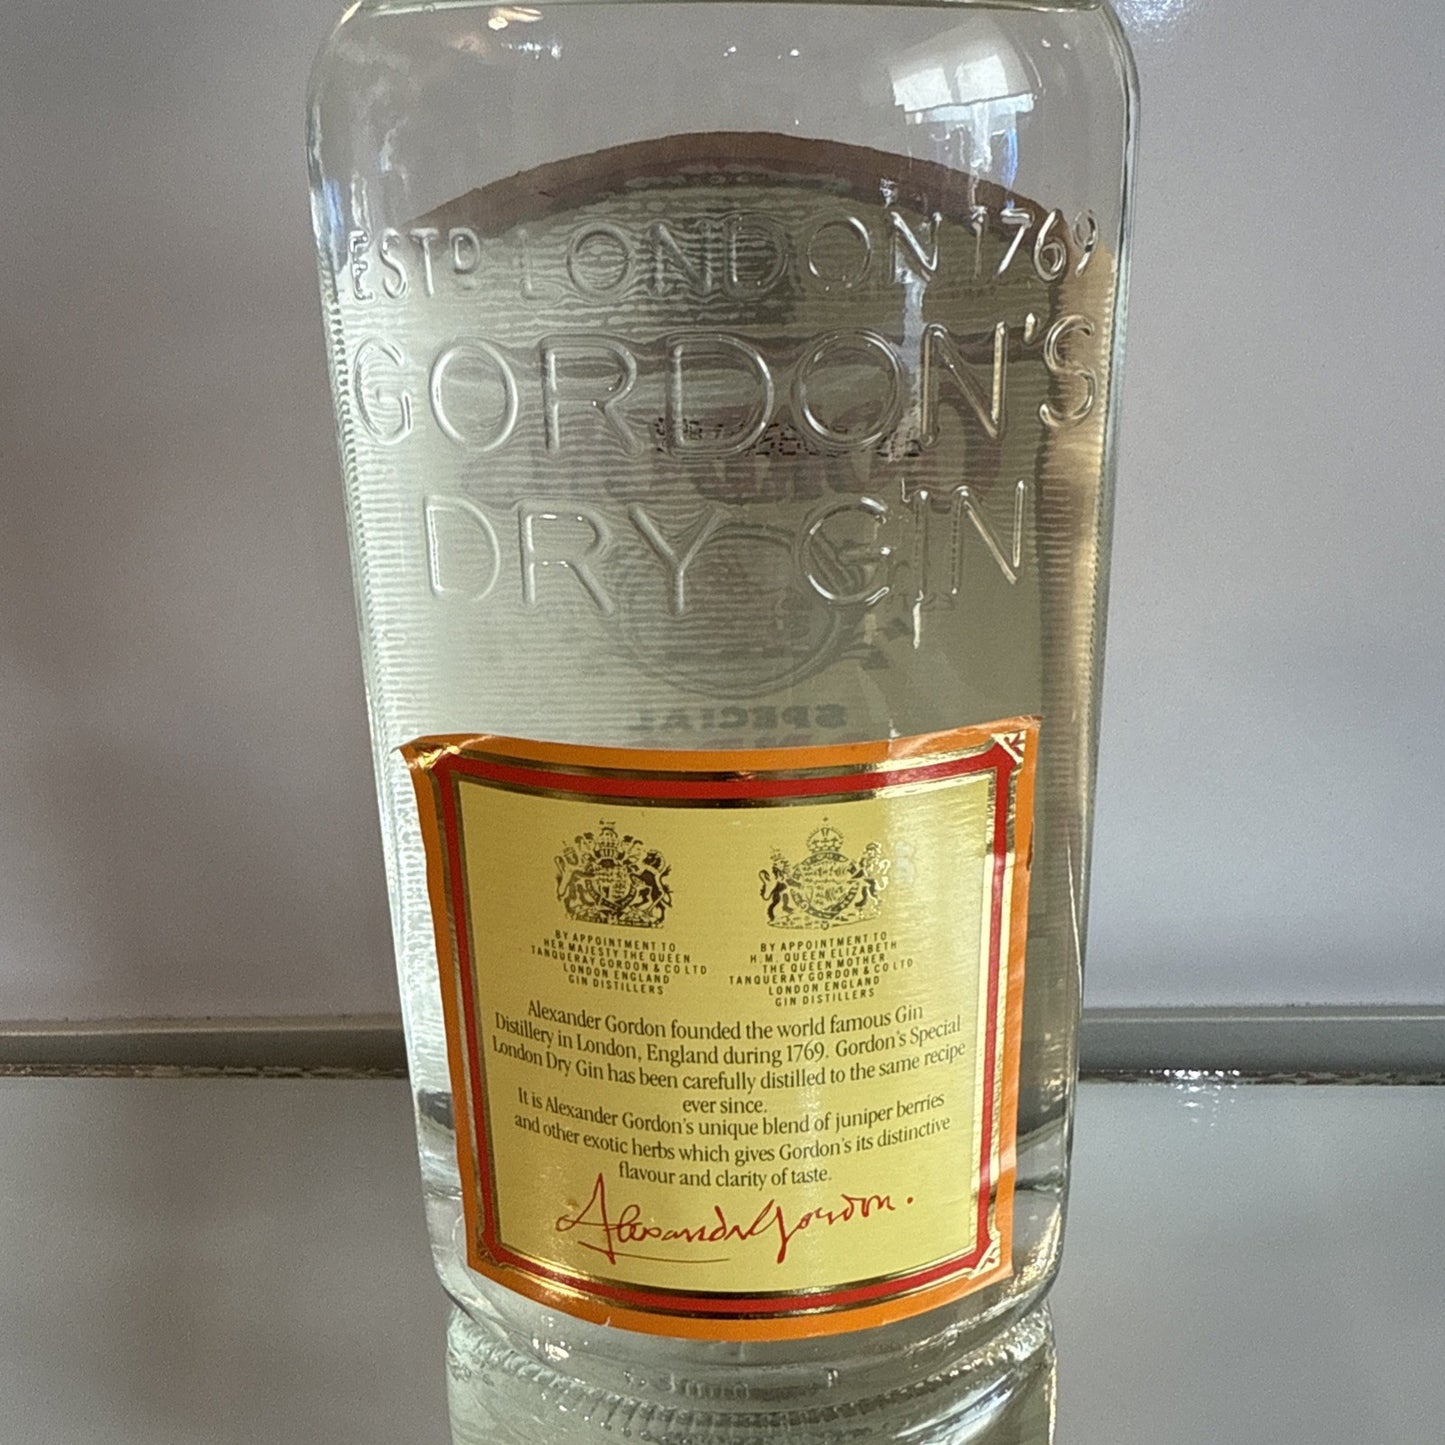 ESTD LONDON 1769
GORDON'S
DRY GIN
SPECIAL
BY APPOINTMENT TO
HER MAJESTY THE QUEEN
TANQUERAY GORDON & CO LTD
LONDON ENGLAND
GIN DISTILLERS
BY APPOINTMENT TO
H.M. QUEEN ELIZABETH
THE QUEEN MOTHER
TANQUERAY GORDON & CO LTD
LONDON ENGLAND
GIN DISTILLERS
Alexander Gordon founded the world famous Gin
Distillery in London, England during 1769. Gordon's Special
London Dry Gin has been carefully distilled to the same recipe
ever since.
It is Alexander Gordon's unique blend of juniper berries
and other exotic herbs which gives Gordon's its distinctive
flavour and clarity of taste.
Alexander Gordon.